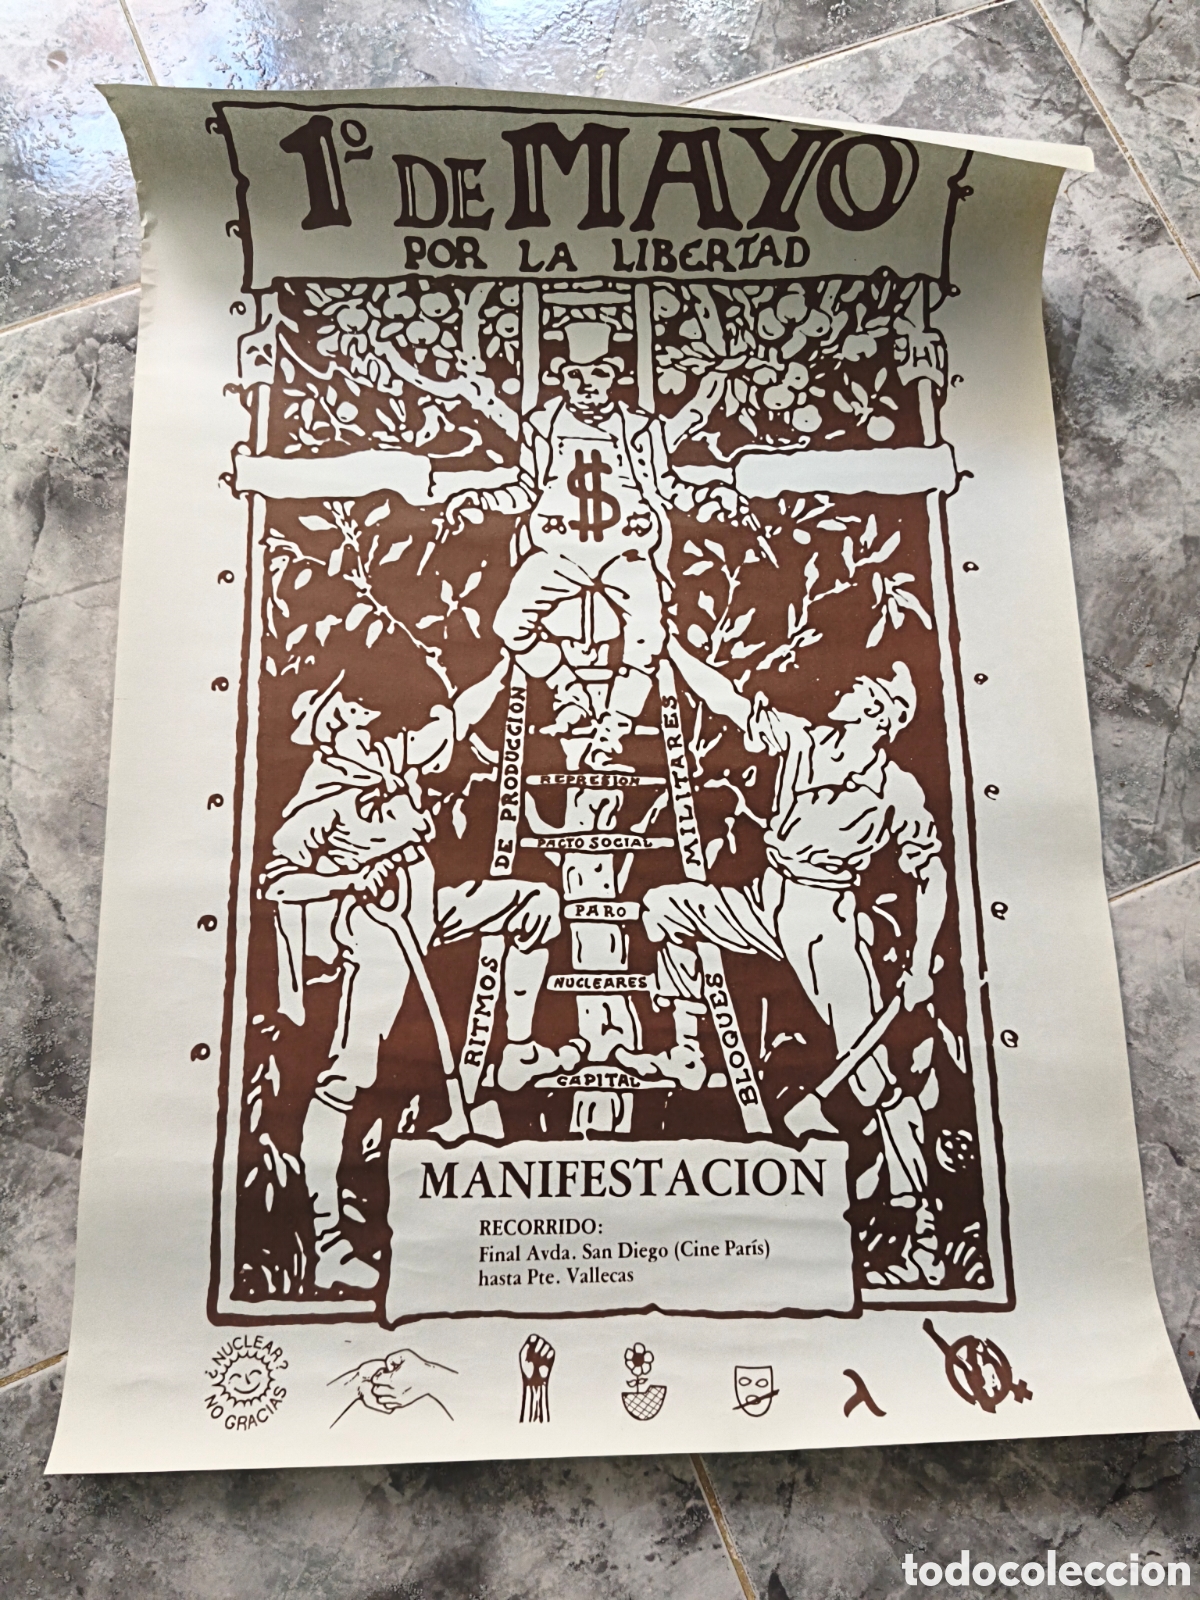 1º DE MAYO
POR LA LIBERTAD
$
RITMOS DE PRODUCCION
BLOQUES MILITARES
REPRESION
PACTO SOCIAL
PARO
NUCLEARES
CAPITAL
MANIFESTACION
RECORRIDO:
Final Avda. San Diego (Cine París)
hasta Pte. Vallecas
¿NUCLEAR?
NO GRACIAS
λ
todocoleccion